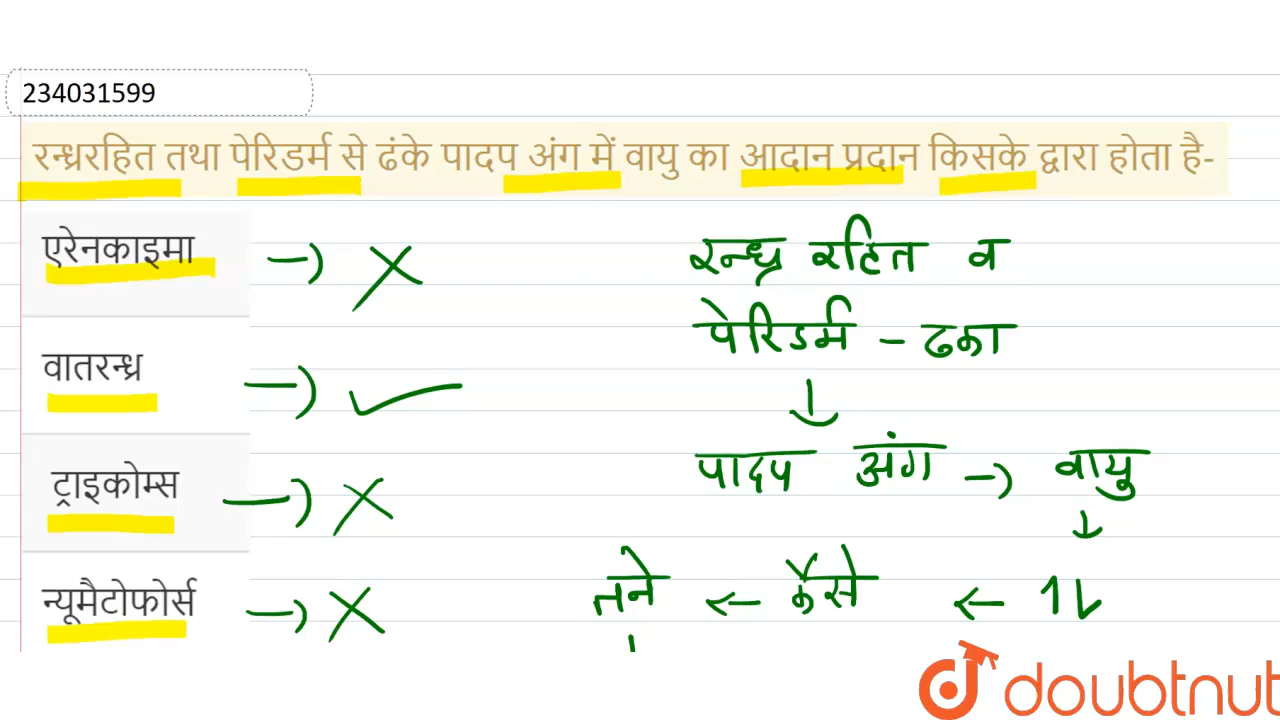 234031599
रन्ध्ररहित तथा पेरिडर्म से ढंके पादप अंग में वायु का आदान प्रदान किसके द्वारा होता है-
एरेनकाइमा
रन्ध्र रहित व
पेरिडर्म - ढका
वातरन्ध्र
पादप अंग → वायु
ट्राइकोम्स
तने ← कैसे ←
न्यूमैटोफोर्स
doubtnut